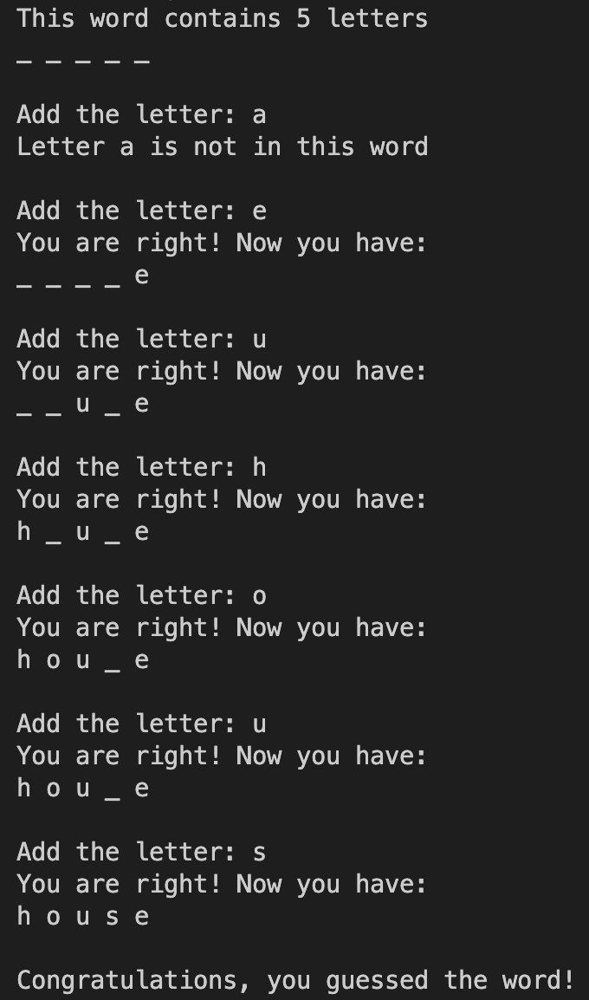 This word contains 5 letters
_ _ _ _ _
Add the letter: a
Letter a is not in this word
Add the letter: e
You are right! Now you have:
_ _ _ _ e
Add the letter: u
You are right! Now you have:
_ _ u _ e
Add the letter: h
You are right! Now you have:
h _ u _ e
Add the letter: o
You are right! Now you have:
h o u _ e
Add the letter: u
You are right! Now you have:
h o u _ e
Add the letter: s
You are right! Now you have:
h o u s e
Congratulations, you guessed the word!